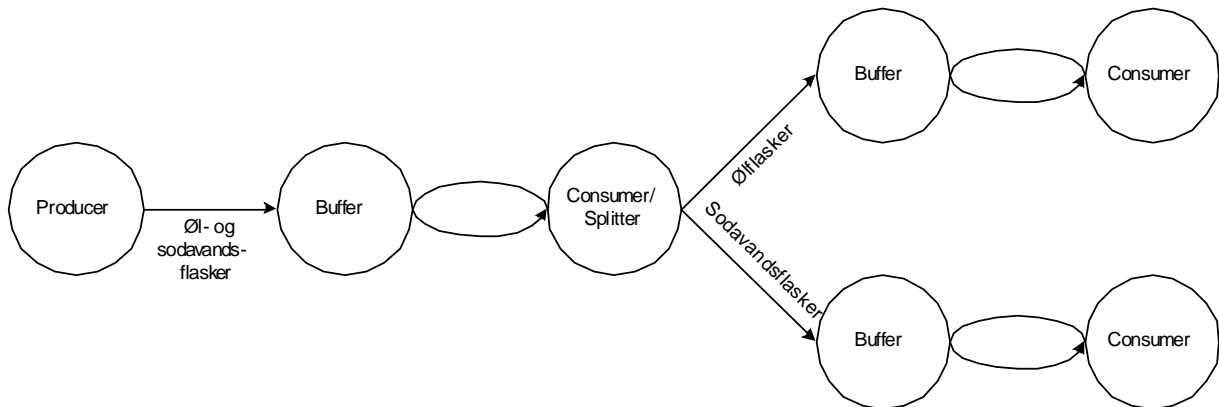 Producer
Øl- og
sodavands-
flasker
Buffer
Consumer/
Splitter
Ølflasker
Sodavandsflasker
Buffer
Consumer
Buffer
Consumer